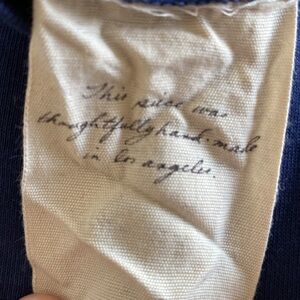 This piece was
thoughtfully hand-made
in los angeles.